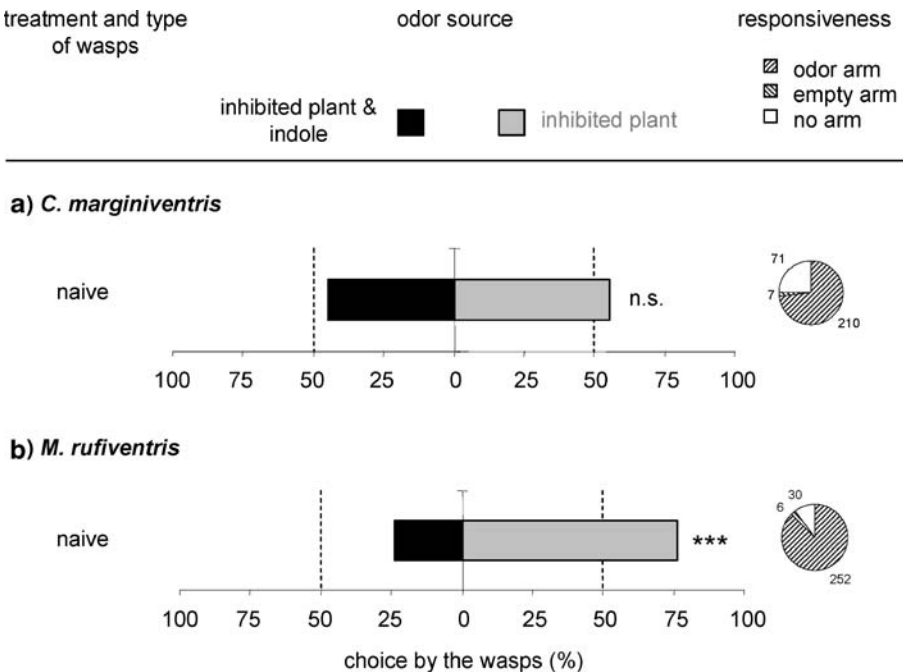 treatment and type of wasps
odor source
responsiveness
odor arm
empty arm
no arm
inhibited plant & indole
inhibited plant
a) C. marginiventris
naive
n.s.
71
7
210
100 75 50 25 0 25 50 75 100
b) M. rufiventris
naive
***
30
6
252
100 75 50 25 0 25 50 75 100
choice by the wasps (%)